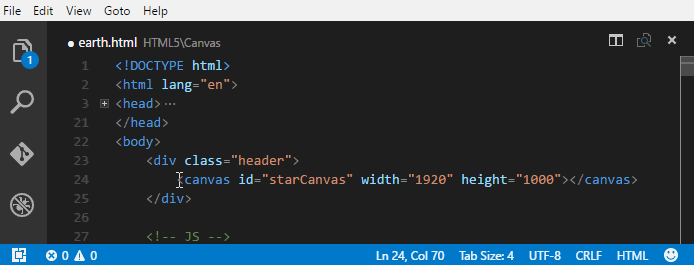 File Edit View Goto Help
● earth.html HTML5\Canvas
1
1 <!DOCTYPE html>
2 <html lang="en">
3 <head> ···
21 </head>
22 <body>
23 <div class="header">
24 <canvas id="starCanvas" width="1920" height="1000"></canvas>
25 </div>
26
27 <!-- JS -->
0 0 Ln 24, Col 70 Tab Size: 4 UTF-8 CRLF HTML